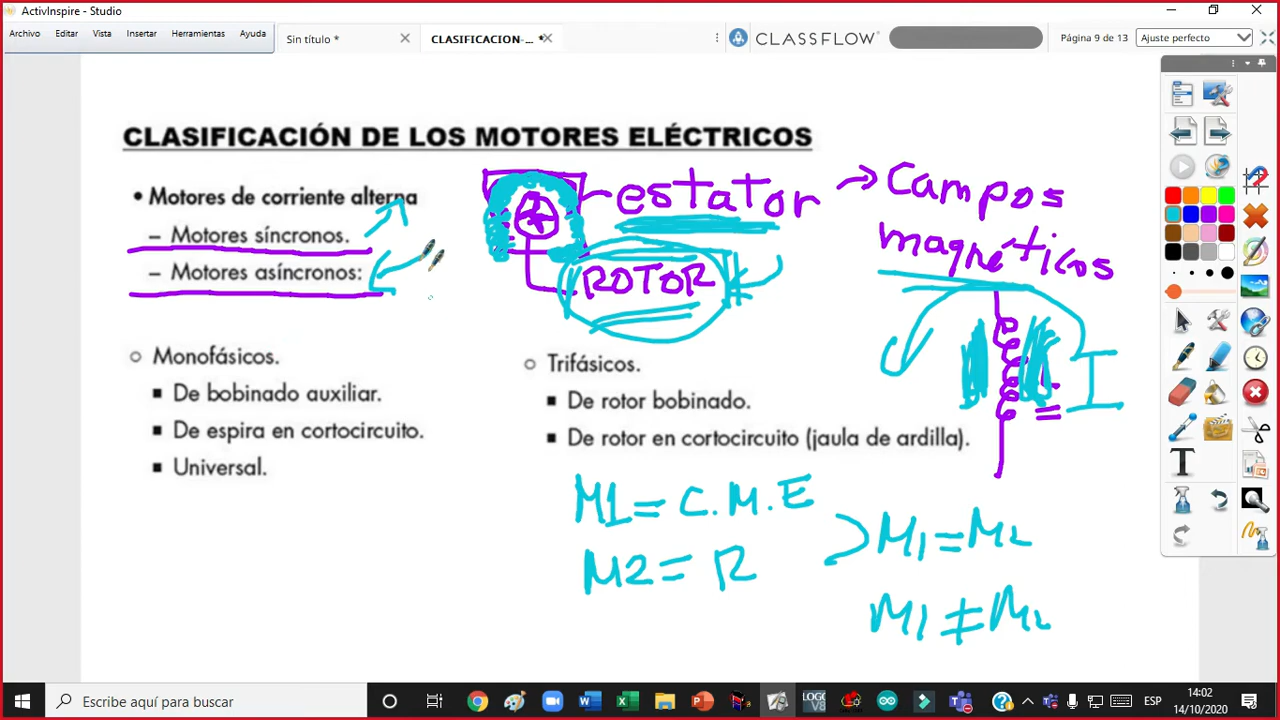 ActivInspire - Studio
Archivo Editar Vista Insertar Herramientas Ayuda
Sin título *
CLASIFICACION-... *
CLASSFLOW
Página 9 de 13
Ajuste perfecto
CLASIFICACIÓN DE LOS MOTORES ELÉCTRICOS
• Motores de corriente alterna
– Motores síncronos.
– Motores asíncronos:
estator
ROTOR
→ Campos
magnéticos
I
Monofásicos.
De bobinado auxiliar.
De espira en cortocircuito.
Universal.
Trifásicos.
De rotor bobinado.
De rotor en cortocircuito (jaula de ardilla).
M1 = C.M.E
M2 = R
M1 = M2
M1 ≠ M2
T
Escribe aquí para buscar
ESP
14:02
14/10/2020